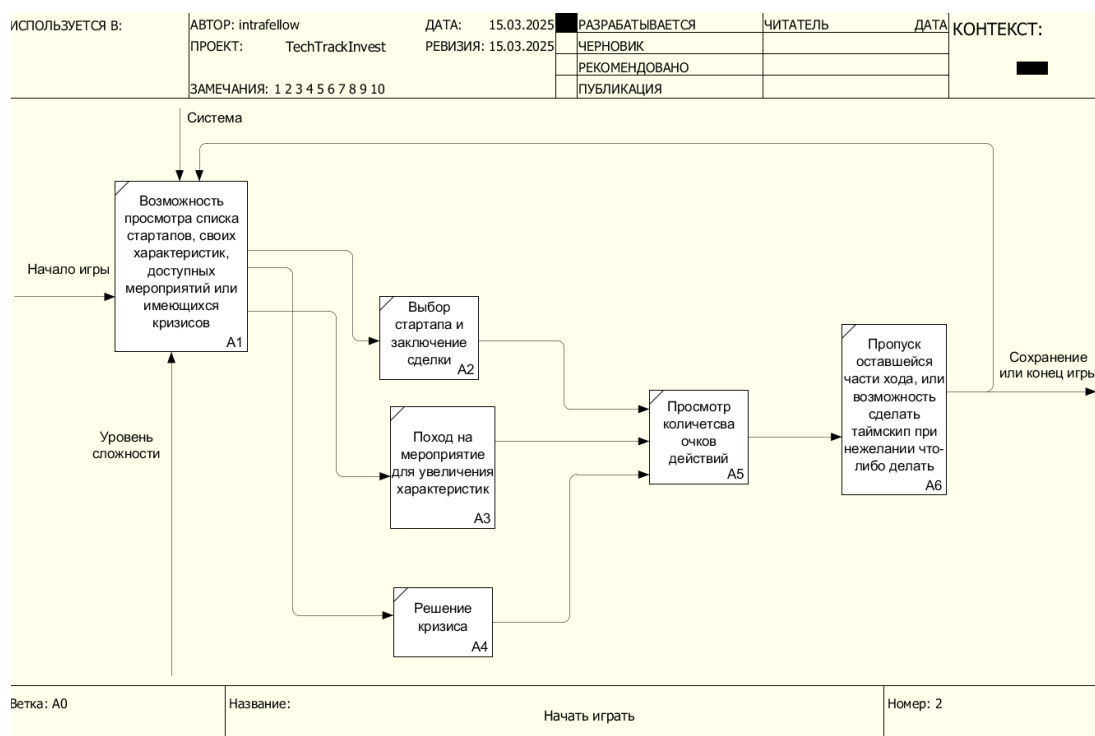 ИСПОЛЬЗУЕТСЯ В:
АВТОР: intrafellow
ДАТА: 15.03.2025
ПРОЕКТ: TechTrackInvest
РЕВИЗИЯ: 15.03.2025
ЗАМЕЧАНИЯ: 1 2 3 4 5 6 7 8 9 10
РАЗРАБАТЫВАЕТСЯ
ЧЕРНОВИК
РЕКОМЕНДОВАНО
ПУБЛИКАЦИЯ
ЧИТАТЕЛЬ
ДАТА
КОНТЕКСТ:
Система
Начало игры
Возможность
просмотра списка
стартапов, своих
характеристик,
доступных
мероприятий или
имеющихся
кризисов
A1
Уровень
сложности
Выбор
стартапа и
заключение
сделки
A2
Поход на
мероприятие
для увеличения
характеристик
A3
Решение
кризиса
A4
Просмотр
количетсва
очков
действий
A5
Пропуск
оставшейся
части хода, или
возможность
сделать
таймскип при
нежелании что-
либо делать
A6
Сохранение
или конец игры
Ветка: A0
Название:
Начать играть
Номер: 2